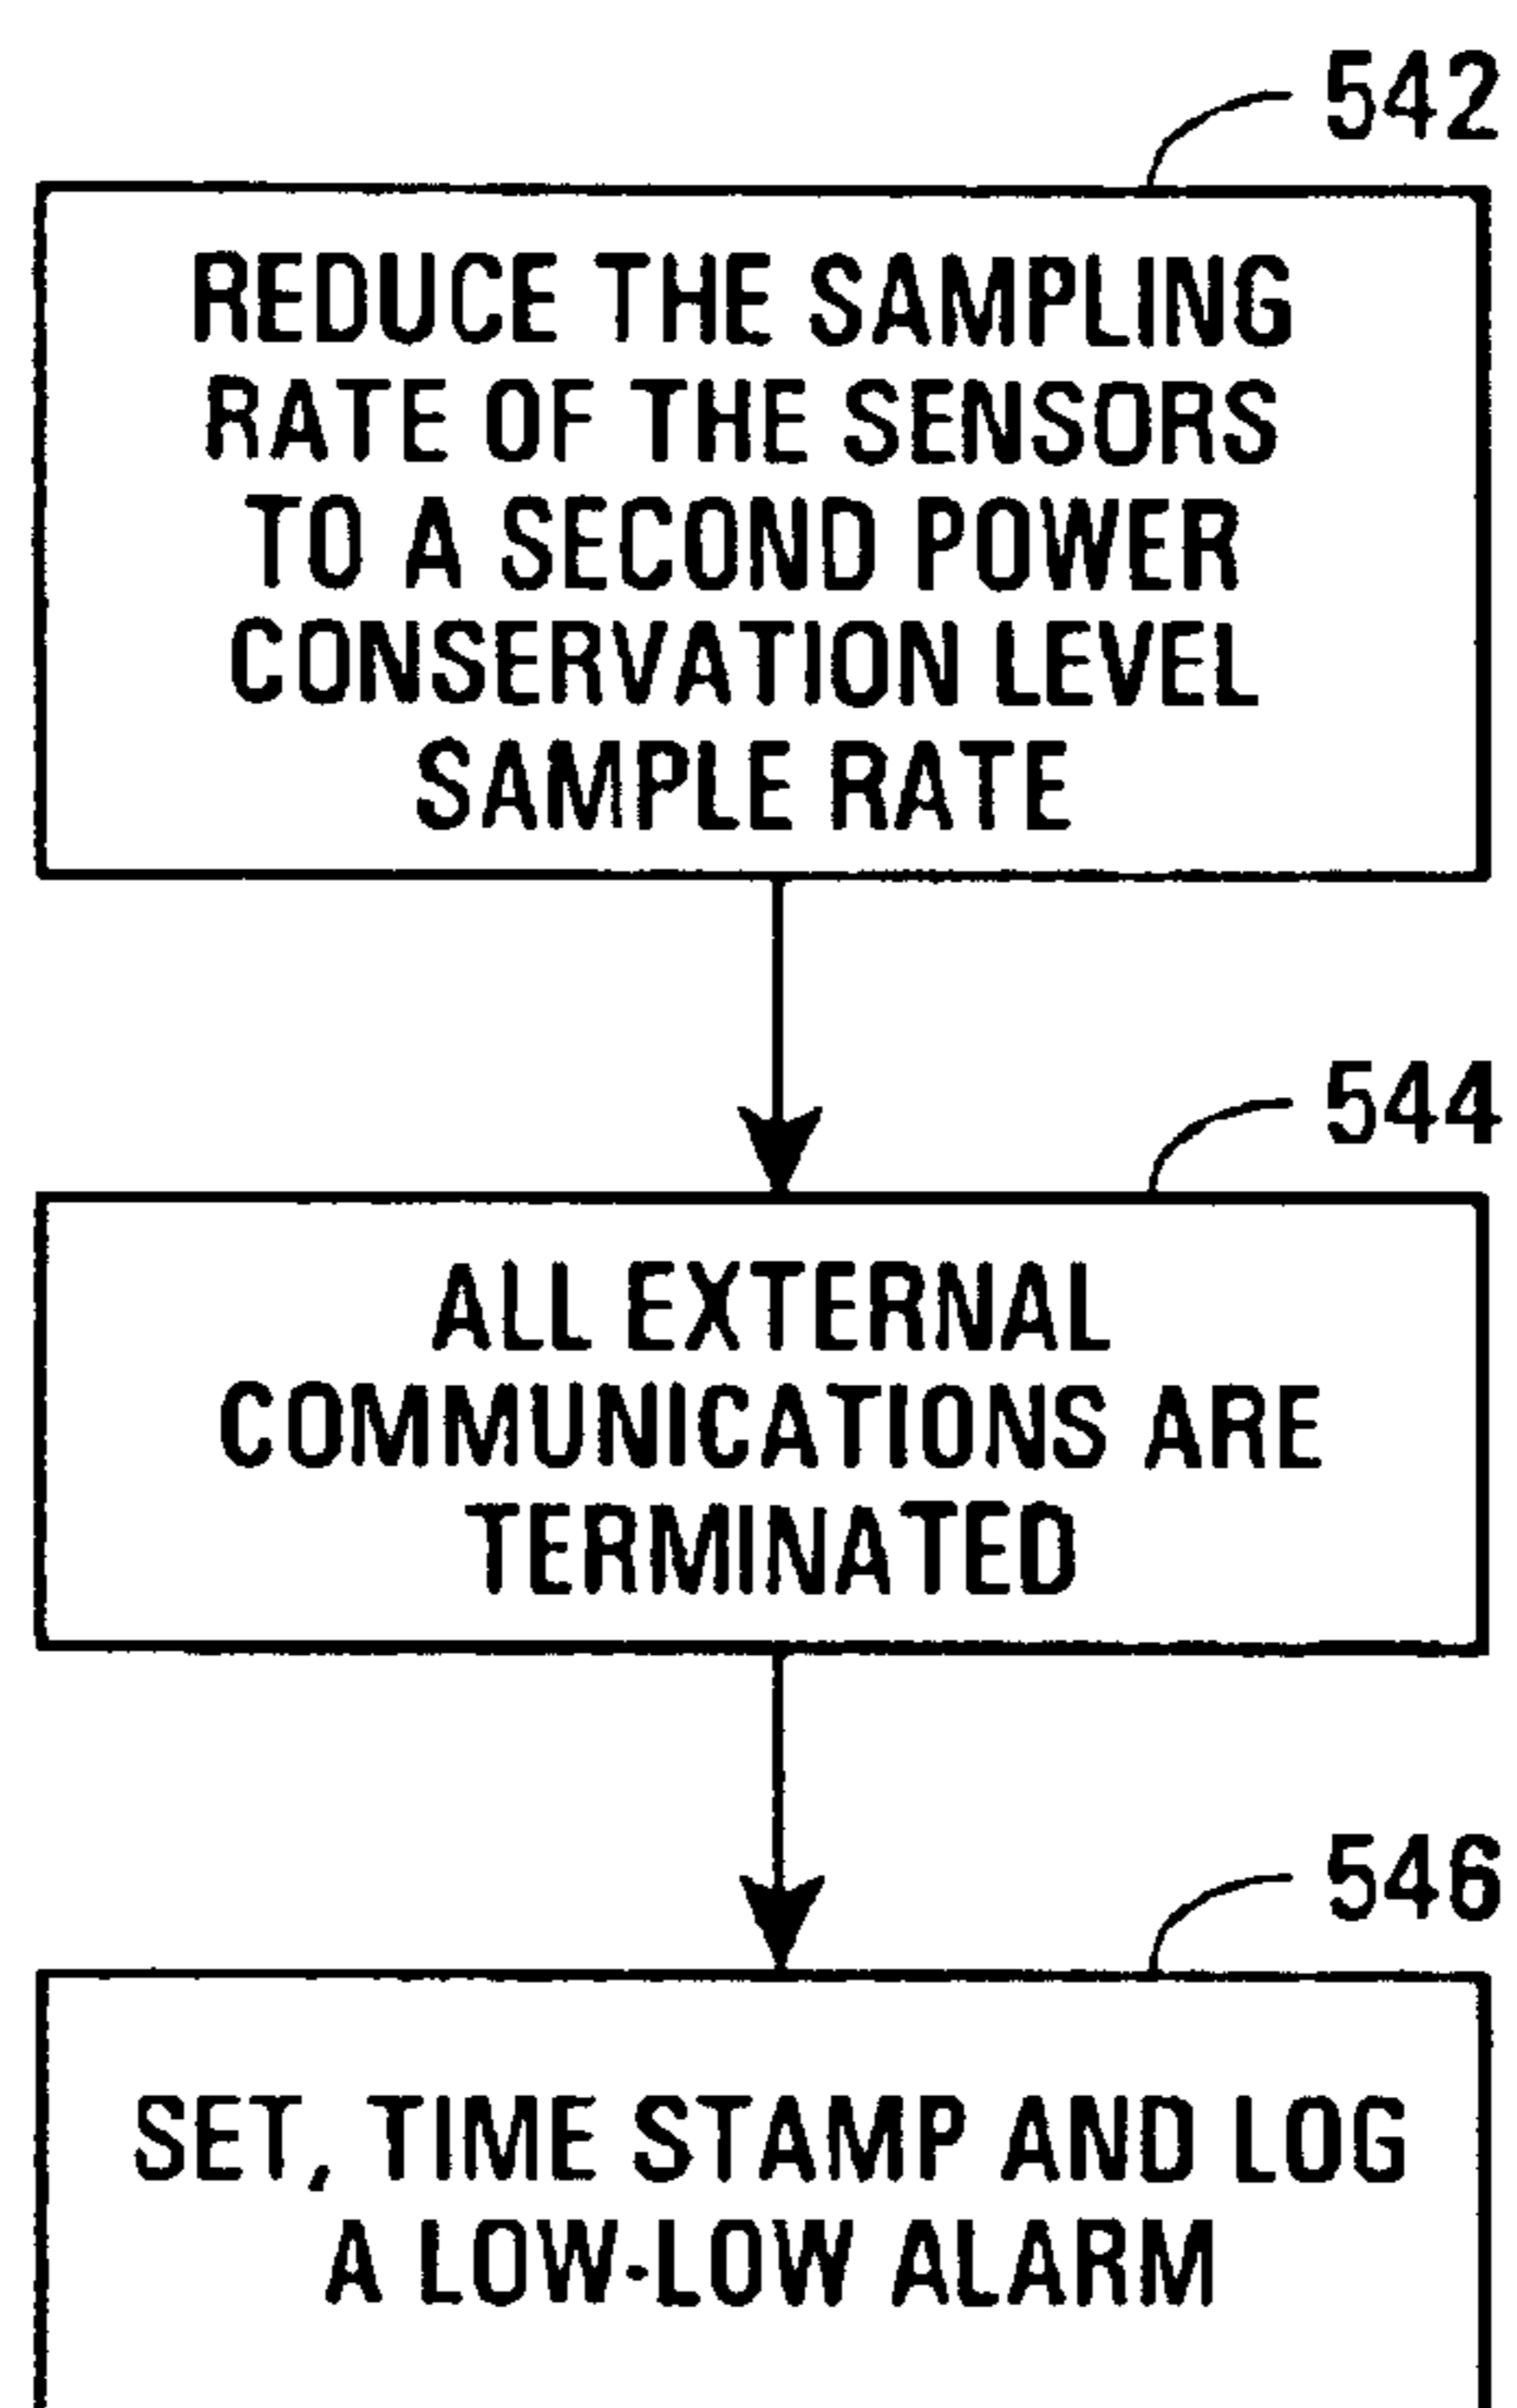 542
REDUCE THE SAMPLING
RATE OF THE SENSORS
TO A SECOND POWER
CONSERVATION LEVEL
SAMPLE RATE
544
ALL EXTERNAL
COMMUNICATIONS ARE
TERMINATED
546
SET, TIME STAMP AND LOG
A LOW-LOW ALARM